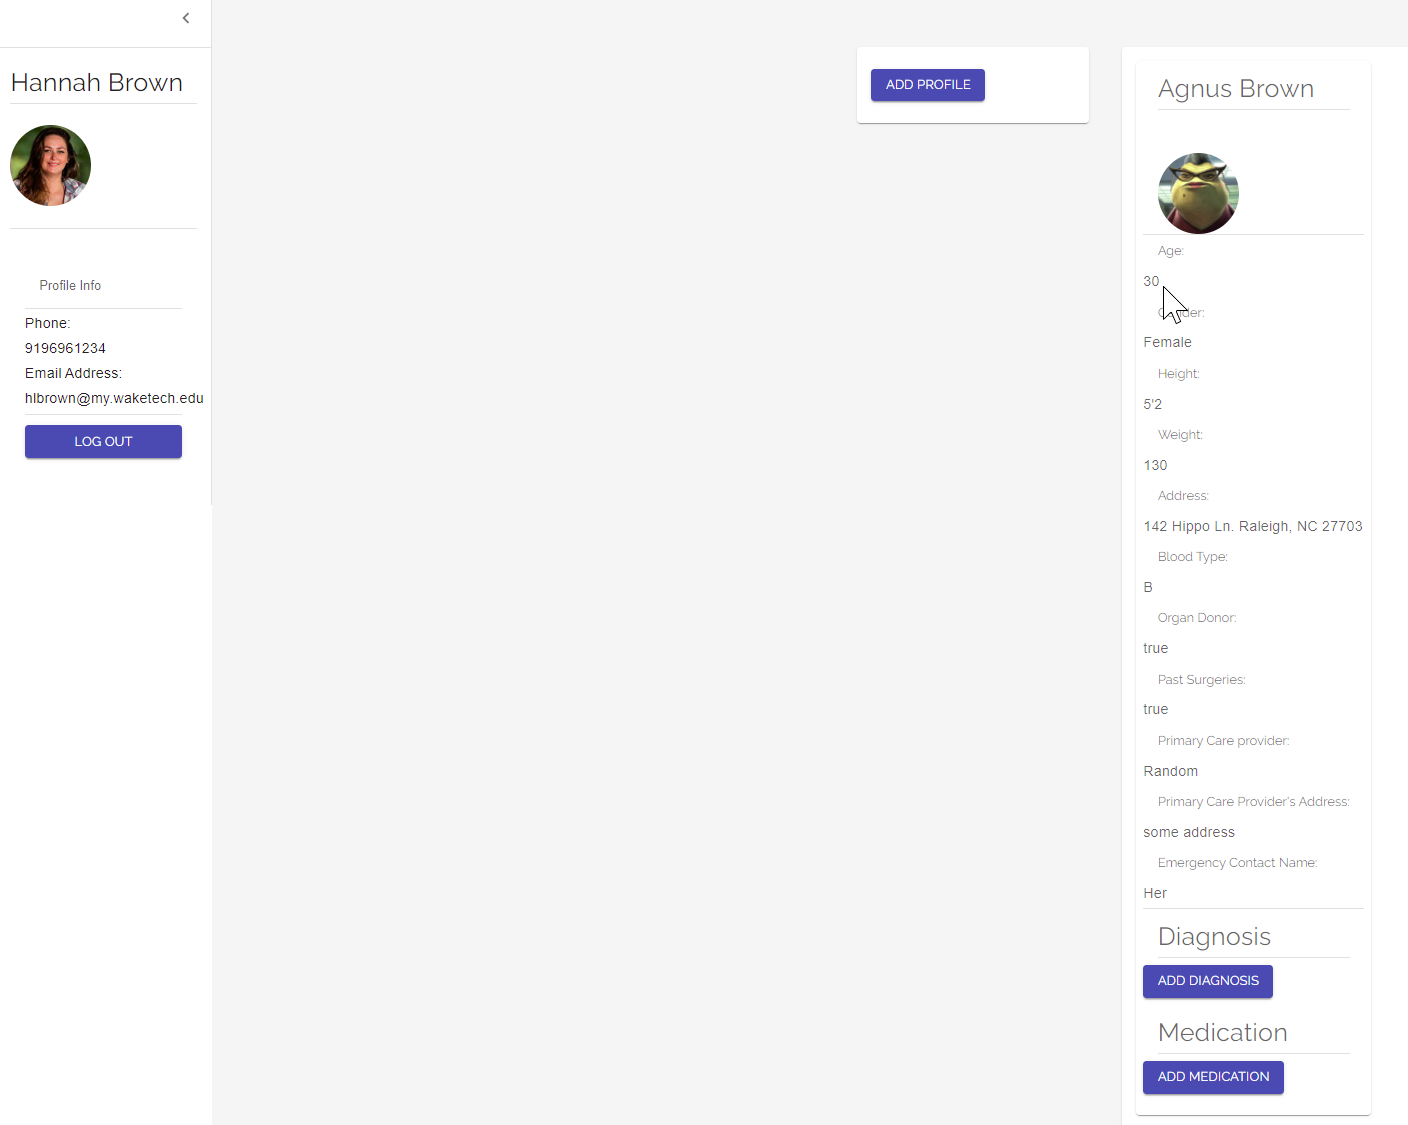 Hannah Brown
Profile Info
Phone:
9196961234
Email Address:
hlbrown@my.waketech.edu
LOG OUT
ADD PROFILE
Agnus Brown
Age:
30
Gender:
Female
Height:
5'2
Weight:
130
Address:
142 Hippo Ln. Raleigh, NC 27703
Blood Type:
B
Organ Donor:
true
Past Surgeries:
true
Primary Care provider:
Random
Primary Care Provider's Address:
some address
Emergency Contact Name:
Her
Diagnosis
ADD DIAGNOSIS
Medication
ADD MEDICATION